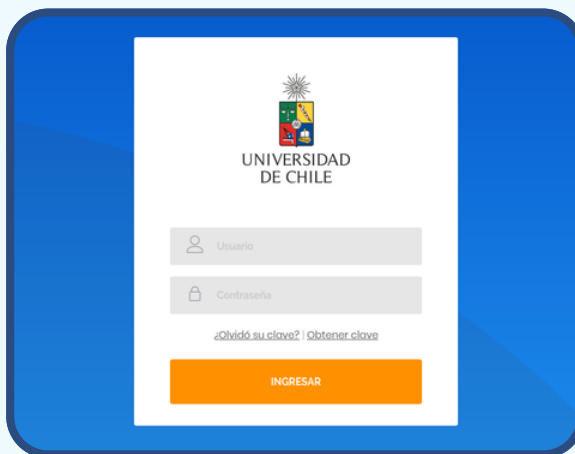 UNIVERSIDAD
DE CHILE
Usuario
Contraseña
¿Olvidó su clave? | Obtener clave
INGRESAR